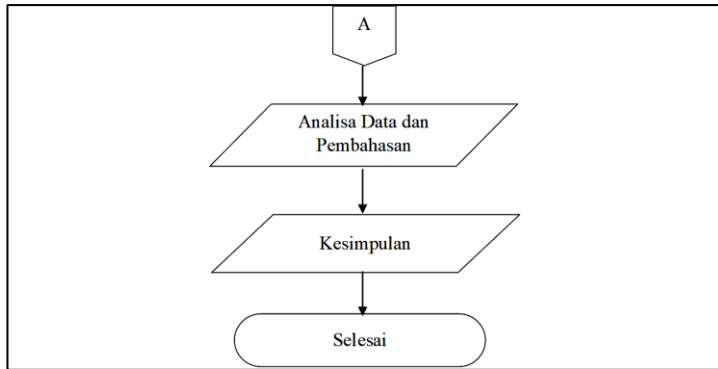 A
Analisa Data dan
Pembahasan
Kesimpulan
Selesai